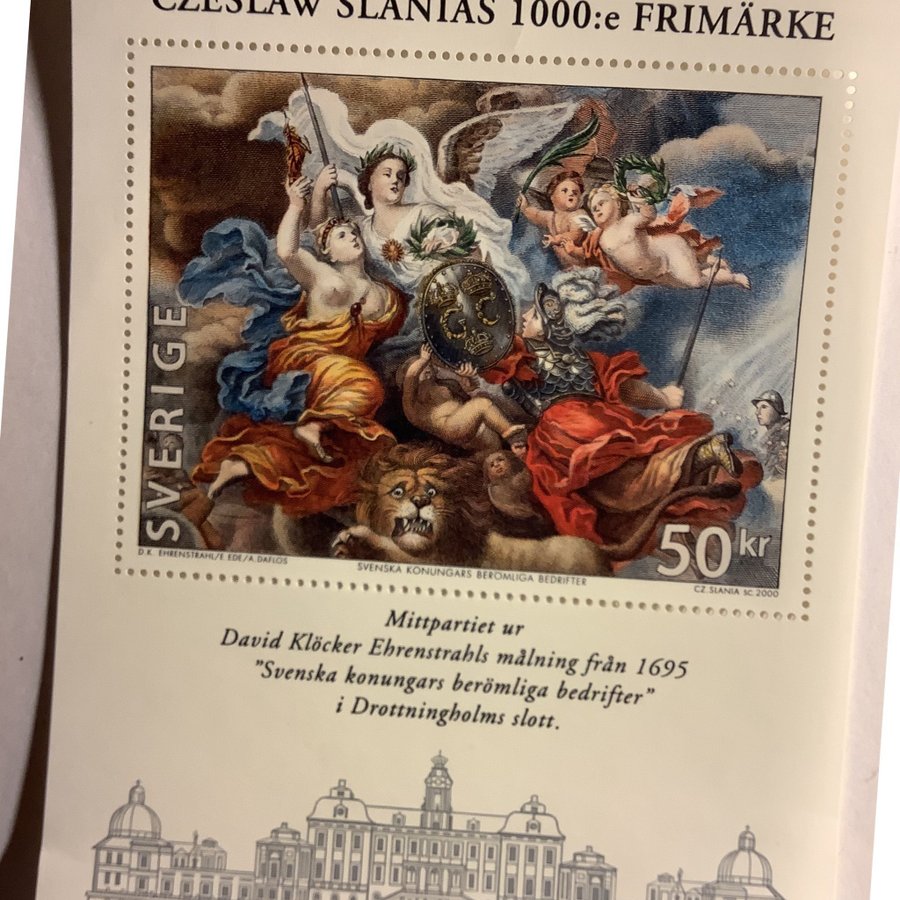 CZESŁAW SLANIAS 1000:e FRIMÄRKE
SVERIGE
50 kr
D.K. EHRENSTRAHL/E EDE/A.DAFLOS
SVENSKA KONUNGARS BERÖMLIGA BEDRIFTER
CZ.SLANIA SC.2000
Mittpartiet ur
David Klöcker Ehrenstrahls målning från 1695
”Svenska konungars berömliga bedrifter”
i Drottningholms slott.